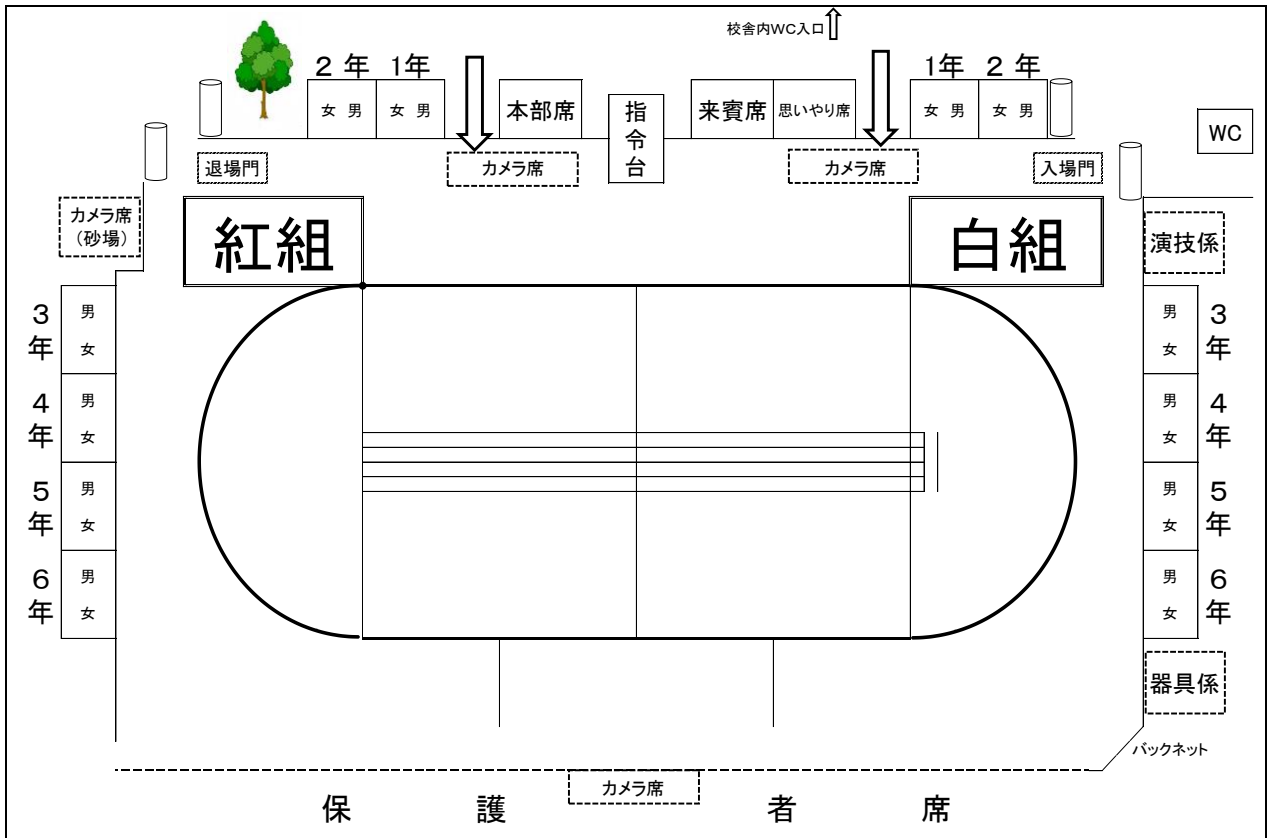 校舎内WC入口
２年 1年
1年 ２年
女 男
女 男
本部席
指令台
来賓席
思いやり席
女 男
女 男
WC
退場門
カメラ席
カメラ席
入場門
カメラ席
（砂場）
紅組
白組
演技係
３年
男
女
男
女
３年
４年
男
女
男
女
４年
５年
男
女
男
女
５年
６年
男
女
男
女
６年
器具係
バックネット
カメラ席
保護者席